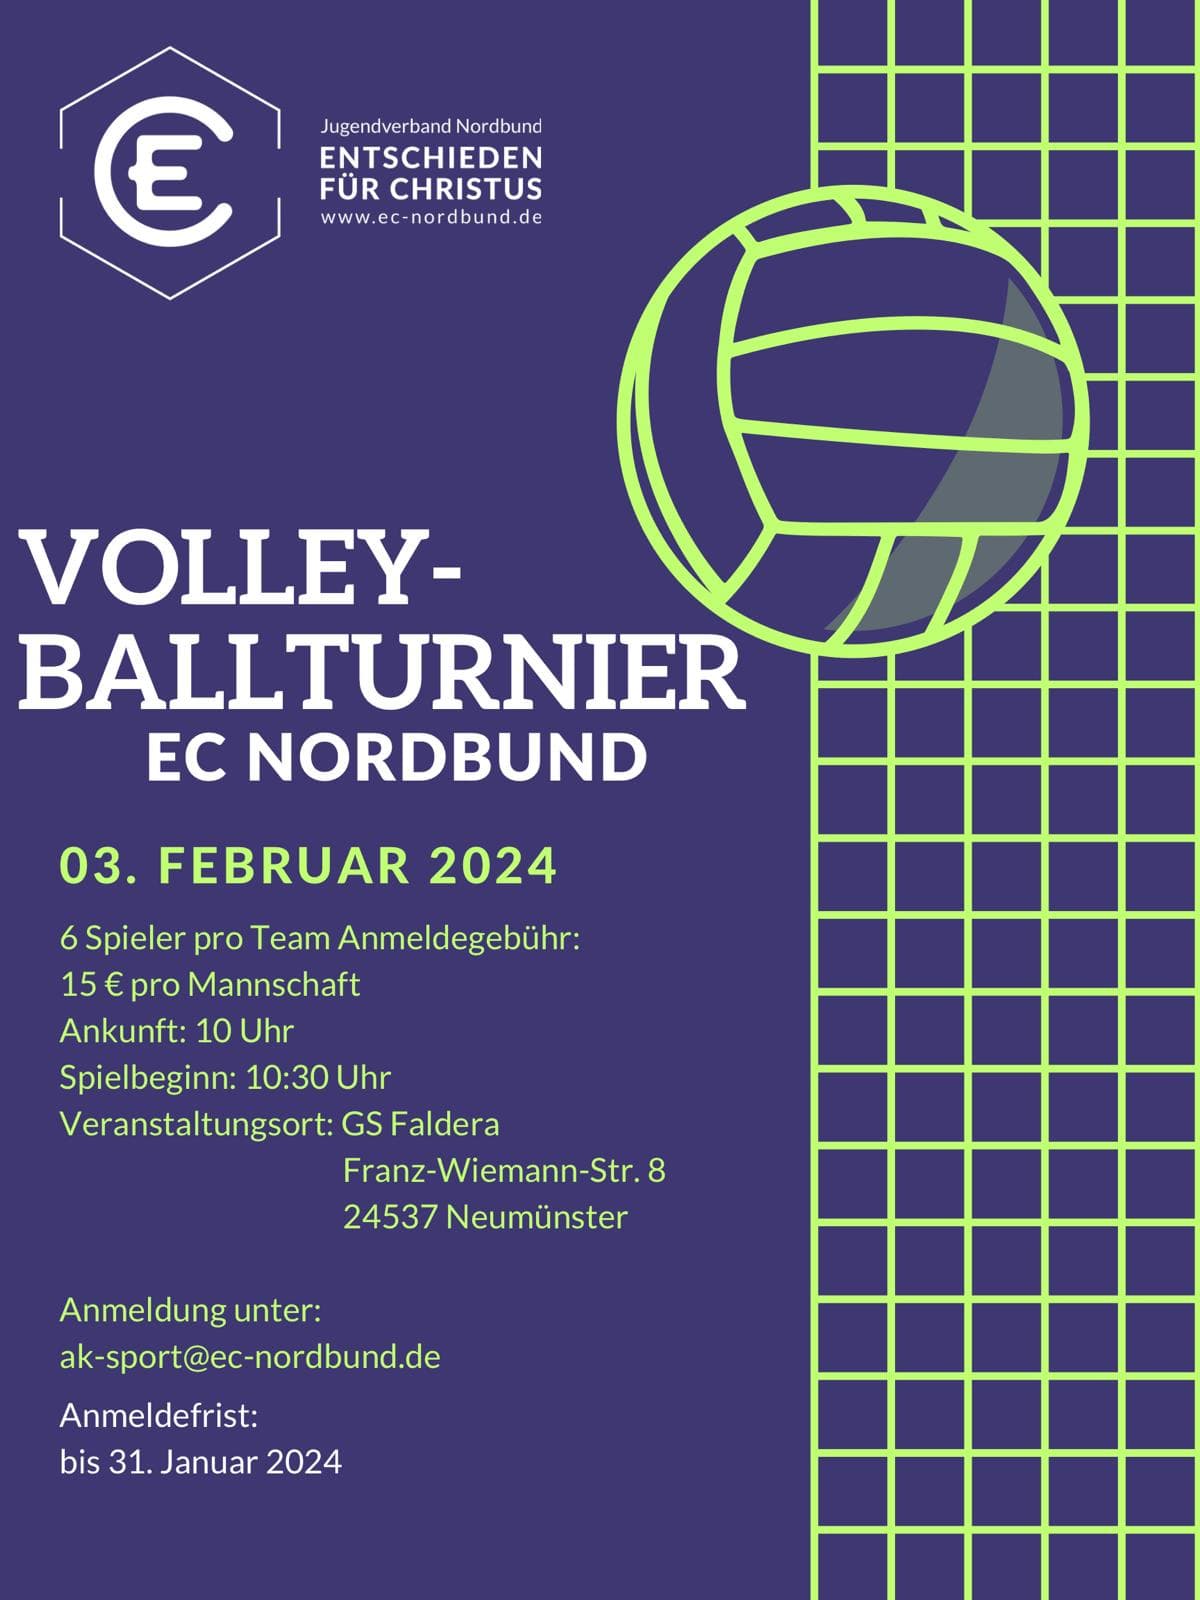 Jugendverband Nordbund
ENTSCHIEDEN
FÜR CHRISTUS
www.ec-nordbund.de
VOLLEY-
BALLTURNIER
EC NORDBUND
03. FEBRUAR 2024
6 Spieler pro Team Anmeldegebühr:
15 € pro Mannschaft
Ankunft: 10 Uhr
Spielbeginn: 10:30 Uhr
Veranstaltungsort: GS Faldera
Franz-Wiemann-Str. 8
24537 Neumünster
Anmeldung unter:
ak-sport@ec-nordbund.de
Anmeldefrist:
bis 31. Januar 2024